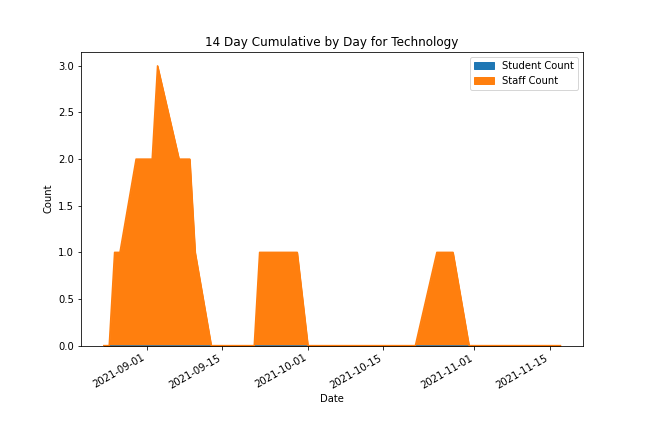 14 Day Cumulative by Day for Technology
Student Count
Staff Count
3.0
2.5
2.0
1.5
1.0
0.5
0.0
Count
2021-09-01
2021-09-15
2021-10-01
2021-10-15
2021-11-01
2021-11-15
Date